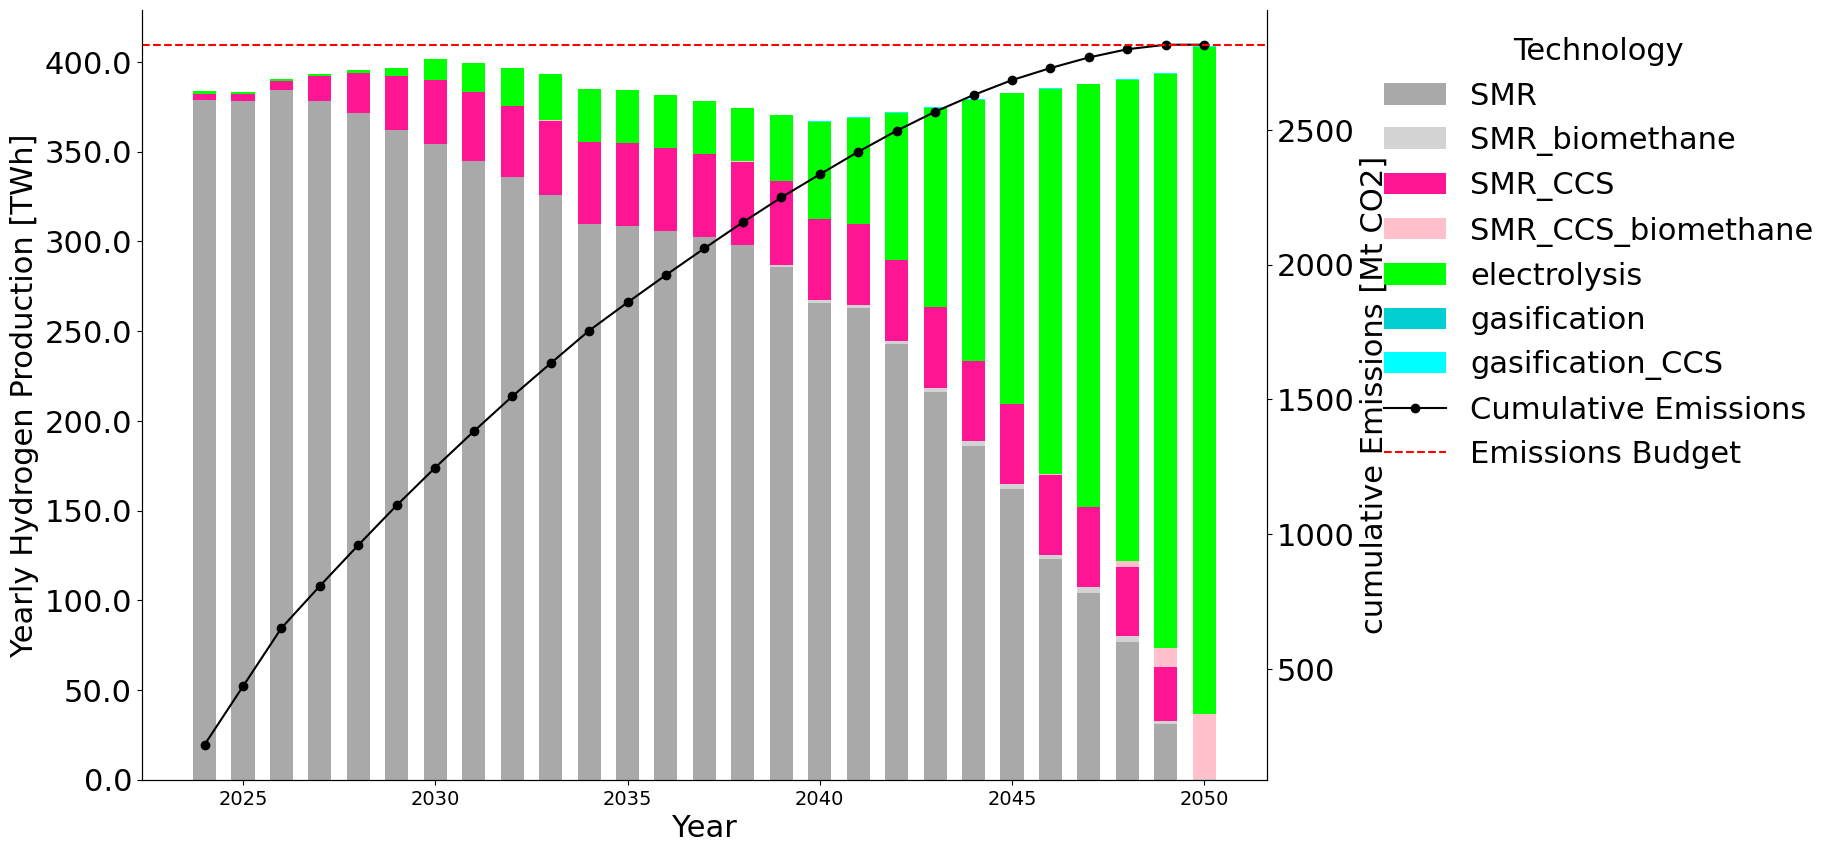 Yearly Hydrogen Production [TWh]
400.0
350.0
300.0
250.0
200.0
150.0
100.0
50.0
0.0
2025
2030
2035
2040
2045
2050
Year
2500
2000
1500
1000
500
cumulative Emissions [Mt CO2]
Technology
SMR
SMR_biomethane
SMR_CCS
SMR_CCS_biomethane
electrolysis
gasification
gasification_CCS
Cumulative Emissions
Emissions Budget